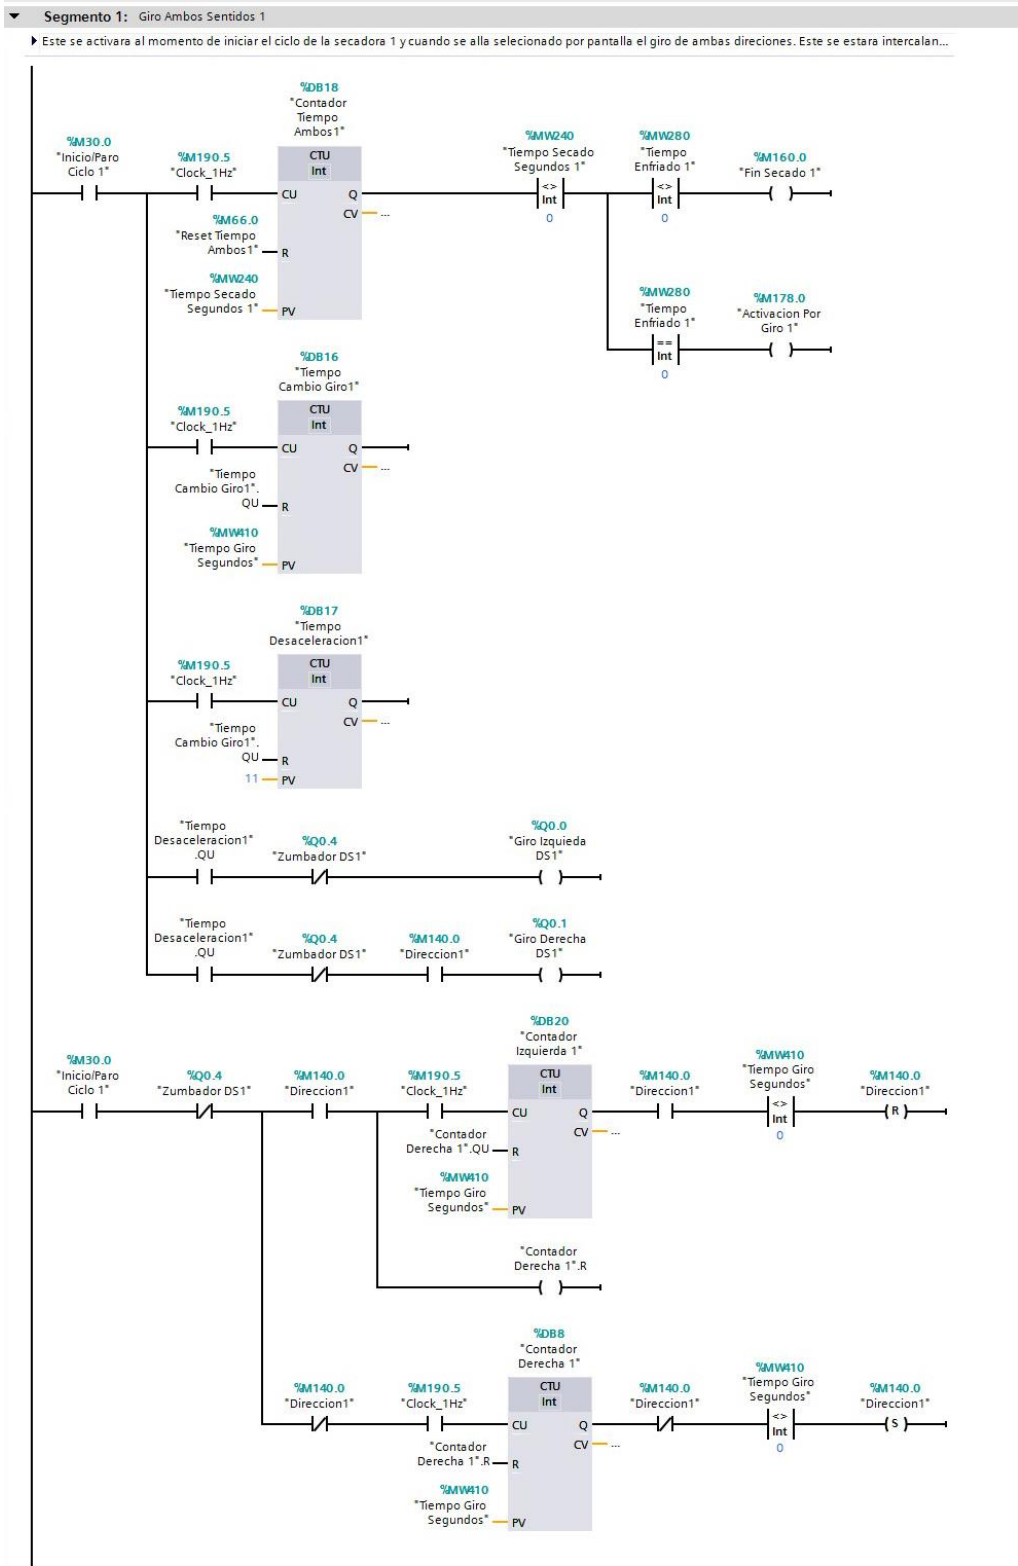 Segmento 1: Giro Ambos Sentidos 1
Este se activara al momento de iniciar el ciclo de la secadora 1 y cuando se alla selecionado por pantalla el giro de ambas direciones. Este se estara intercalan...
%DB18
"Contador
Tiempo
Ambos1"
CTU
Int
%M30.0
"Inicio/Paro
Ciclo 1"
%M190.5
"Clock_1Hz"
CU
Q
CV
...
%M66.0
"Reset Tiempo
Ambos1"
R
%MW240
"Tiempo Secado
Segundos 1"
PV
%MW240
"Tiempo Secado
Segundos 1"
<>
Int
0
%MW280
"Tiempo
Enfriado 1"
<>
Int
0
%M160.0
"Fin Secado 1"
%MW280
"Tiempo
Enfriado 1"
==
Int
0
%M178.0
"Activacion Por
Giro 1"
%DB16
"Tiempo
Cambio Giro1"
CTU
Int
%M190.5
"Clock_1Hz"
CU
Q
CV
...
"Tiempo
Cambio Giro1".
QU
R
%MW410
"Tiempo Giro
Segundos"
PV
%DB17
"Tiempo
Desaceleracion1"
CTU
Int
%M190.5
"Clock_1Hz"
CU
Q
CV
...
"Tiempo
Cambio Giro1".
QU
R
11
PV
"Tiempo
Desaceleracion1"
.QU
%Q0.4
"Zumbador DS1"
%Q0.0
"Giro Izquieda
DS1"
"Tiempo
Desaceleracion1"
.QU
%Q0.4
"Zumbador DS1"
%M140.0
"Direccion1"
%Q0.1
"Giro Derecha
DS1"
%DB20
"Contador
Izquierda 1"
CTU
Int
%M30.0
"Inicio/Paro
Ciclo 1"
%Q0.4
"Zumbador DS1"
%M140.0
"Direccion1"
%M190.5
"Clock_1Hz"
CU
Q
CV
...
"Contador
Derecha 1".QU
R
%MW410
"Tiempo Giro
Segundos"
PV
%M140.0
"Direccion1"
%MW410
"Tiempo Giro
Segundos"
<>
Int
0
%M140.0
"Direccion1"
R
"Contador
Derecha 1".R
%DB8
"Contador
Derecha 1"
CTU
Int
%M140.0
"Direccion1"
%M190.5
"Clock_1Hz"
CU
Q
CV
...
"Contador
Derecha 1".R
R
%MW410
"Tiempo Giro
Segundos"
PV
%M140.0
"Direccion1"
%MW410
"Tiempo Giro
Segundos"
<>
Int
0
%M140.0
"Direccion1"
S